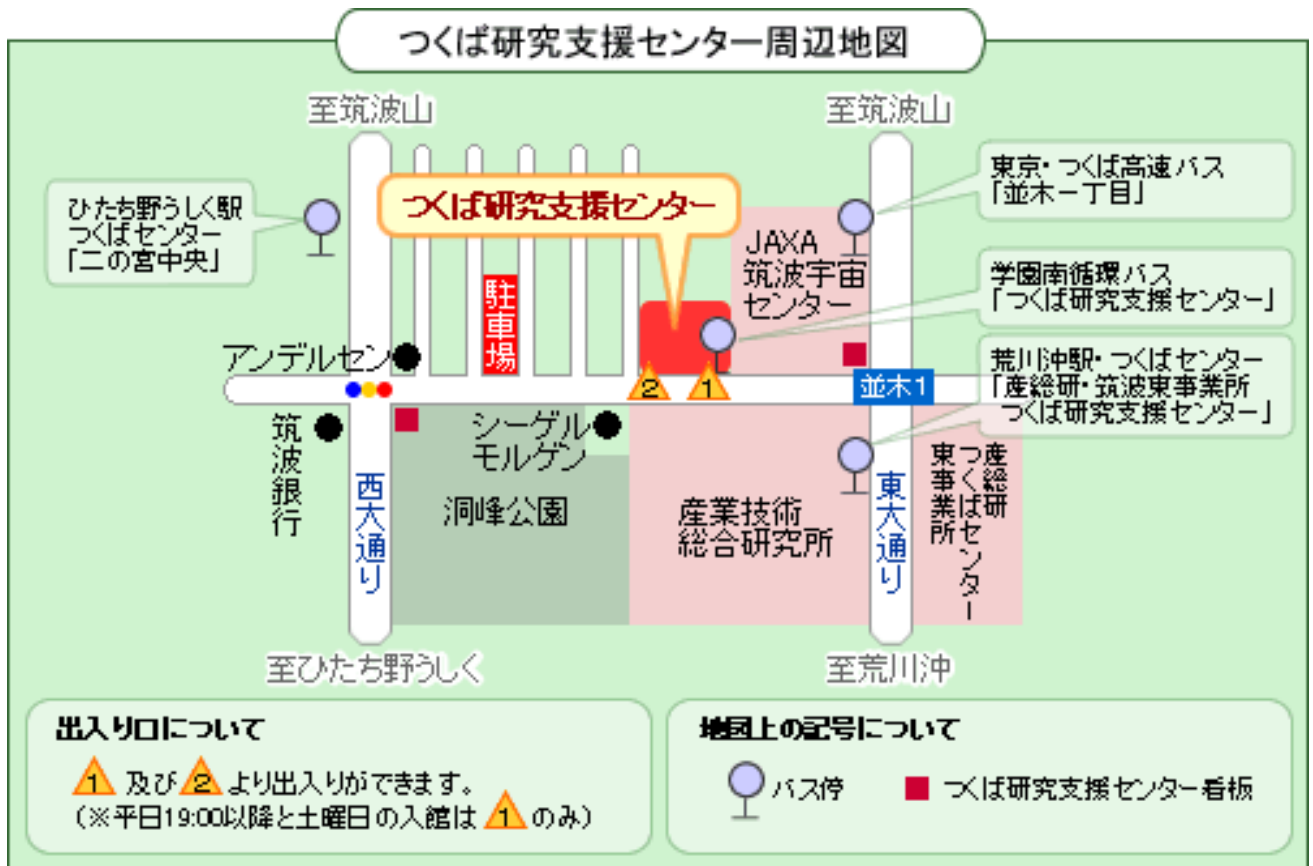 つくば研究支援センター周辺地図
至筑波山
至筑波山
ひたち野うしく駅
つくばセンター
「二の宮中央」
つくば研究支援センター
東京・つくば高速バス
「並木一丁目」
JAXA
筑波宇宙
センター
学園南循環バス
「つくば研究支援センター」
駐車場
アンデルセン
2
1
並木1
荒川沖駅・つくばセンター
「産総研・筑波東事業所
つくば研究支援センター」
筑波銀行
シーゲル
モルゲン
西大通り
洞峰公園
産業技術
総合研究所
東大通り
産総研
つくばセンター
東事業所
至ひたち野うしく
至荒川沖
出入り口について
1 及び 2 より出入りができます。
(※平日19:00以降と土曜日の入館は 1 のみ)
地図上の記号について
バス停
つくば研究支援センター看板